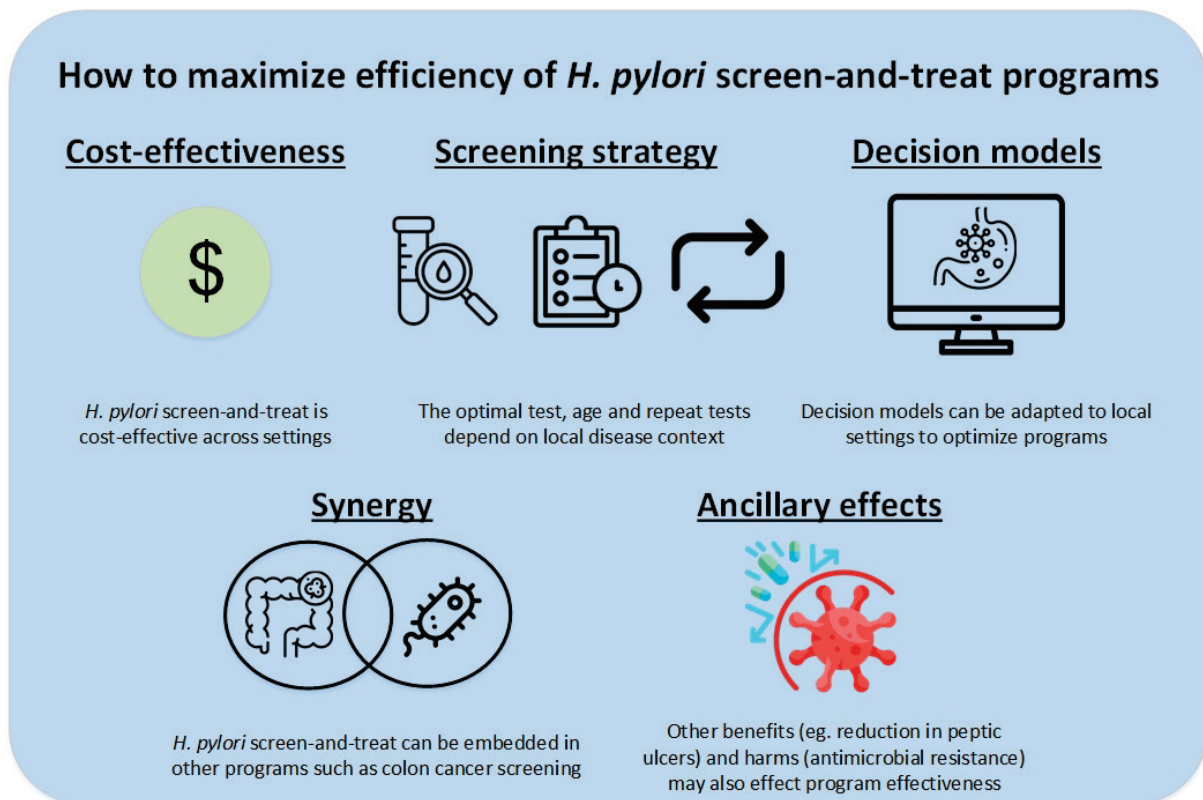 How to maximize efficiency of H. pylori screen-and-treat programs
Cost-effectiveness
$
H. pylori screen-and-treat is
cost-effective across settings
Screening strategy
The optimal test, age and repeat tests
depend on local disease context
Decision models
Decision models can be adapted to local
settings to optimize programs
Synergy
H. pylori screen-and-treat can be embedded in
other programs such as colon cancer screening
Ancillary effects
Other benefits (eg. reduction in peptic
ulcers) and harms (antimicrobial resistance)
may also effect program effectiveness